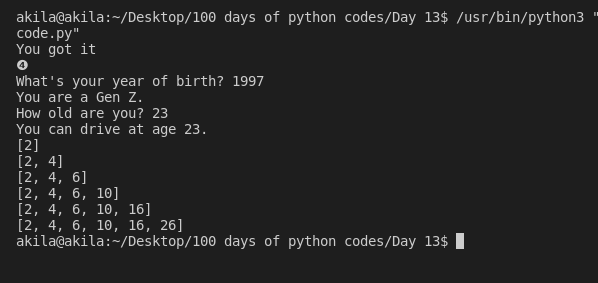 akila@akila:~/Desktop/100 days of python codes/Day 13$ /usr/bin/python3 "
code.py"
You got it
❹
What's your year of birth? 1997
You are a Gen Z.
How old are you? 23
You can drive at age 23.
[2]
[2, 4]
[2, 4, 6]
[2, 4, 6, 10]
[2, 4, 6, 10, 16]
[2, 4, 6, 10, 16, 26]
akila@akila:~/Desktop/100 days of python codes/Day 13$